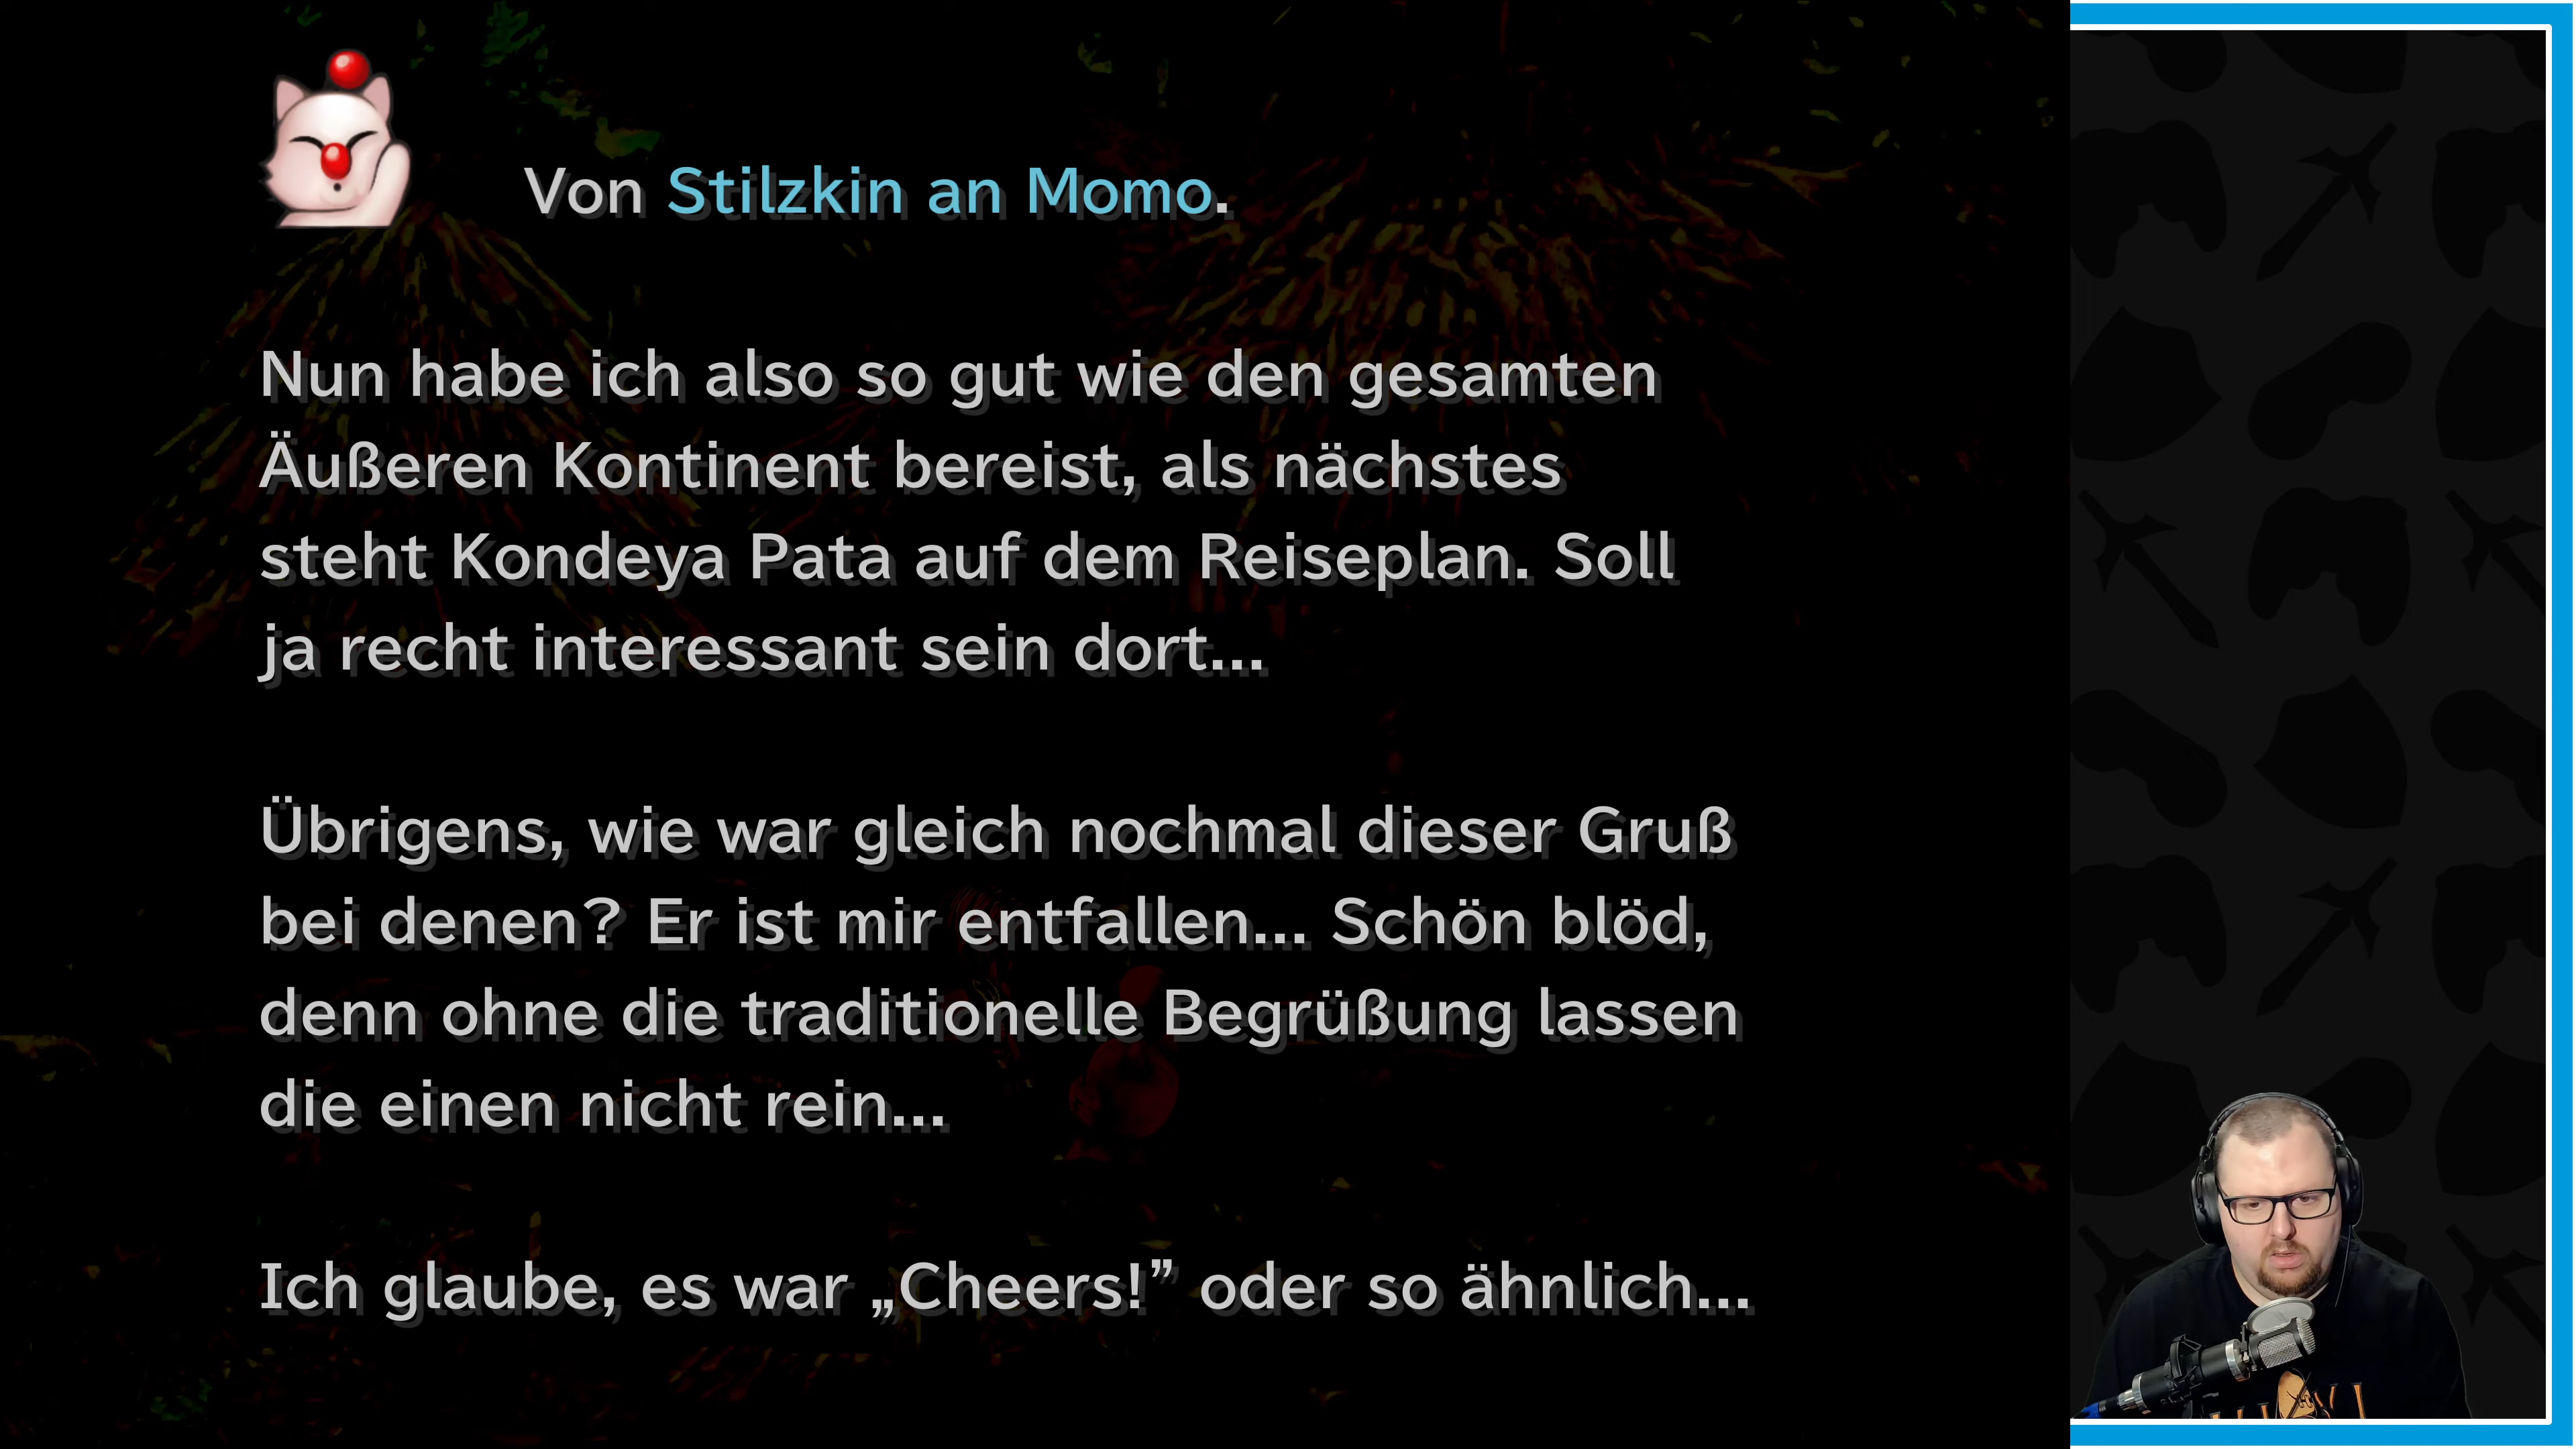 Von Stilzkin an Momo.
Nun habe ich also so gut wie den gesamten
Äußeren Kontinent bereist, als nächstes
steht Kondeya Pata auf dem Reiseplan. Soll
ja recht interessant sein dort...
Übrigens, wie war gleich nochmal dieser Gruß
bei denen? Er ist mir entfallen... Schön blöd,
denn ohne die traditionelle Begrüßung lassen
die einen nicht rein...
Ich glaube, es war „Cheers!” oder so ähnlich...